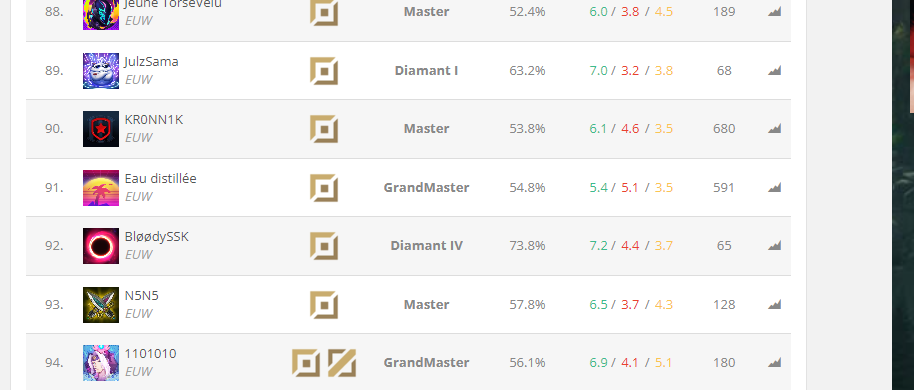 88. Jeune Torsevelu Master 52.4% 6.0 / 3.8 / 4.5 189
EUW
89. JulzSama Diamant I 63.2% 7.0 / 3.2 / 3.8 68
EUW
90. KR0NN1K Master 53.8% 6.1 / 4.6 / 3.5 680
EUW
91. Eau distillée GrandMaster 54.8% 5.4 / 5.1 / 3.5 591
EUW
92. BløødySSK Diamant IV 73.8% 7.2 / 4.4 / 3.7 65
EUW
93. N5N5 Master 57.8% 6.5 / 3.7 / 4.3 128
EUW
94. 1101010 GrandMaster 56.1% 6.9 / 4.1 / 5.1 180
EUW